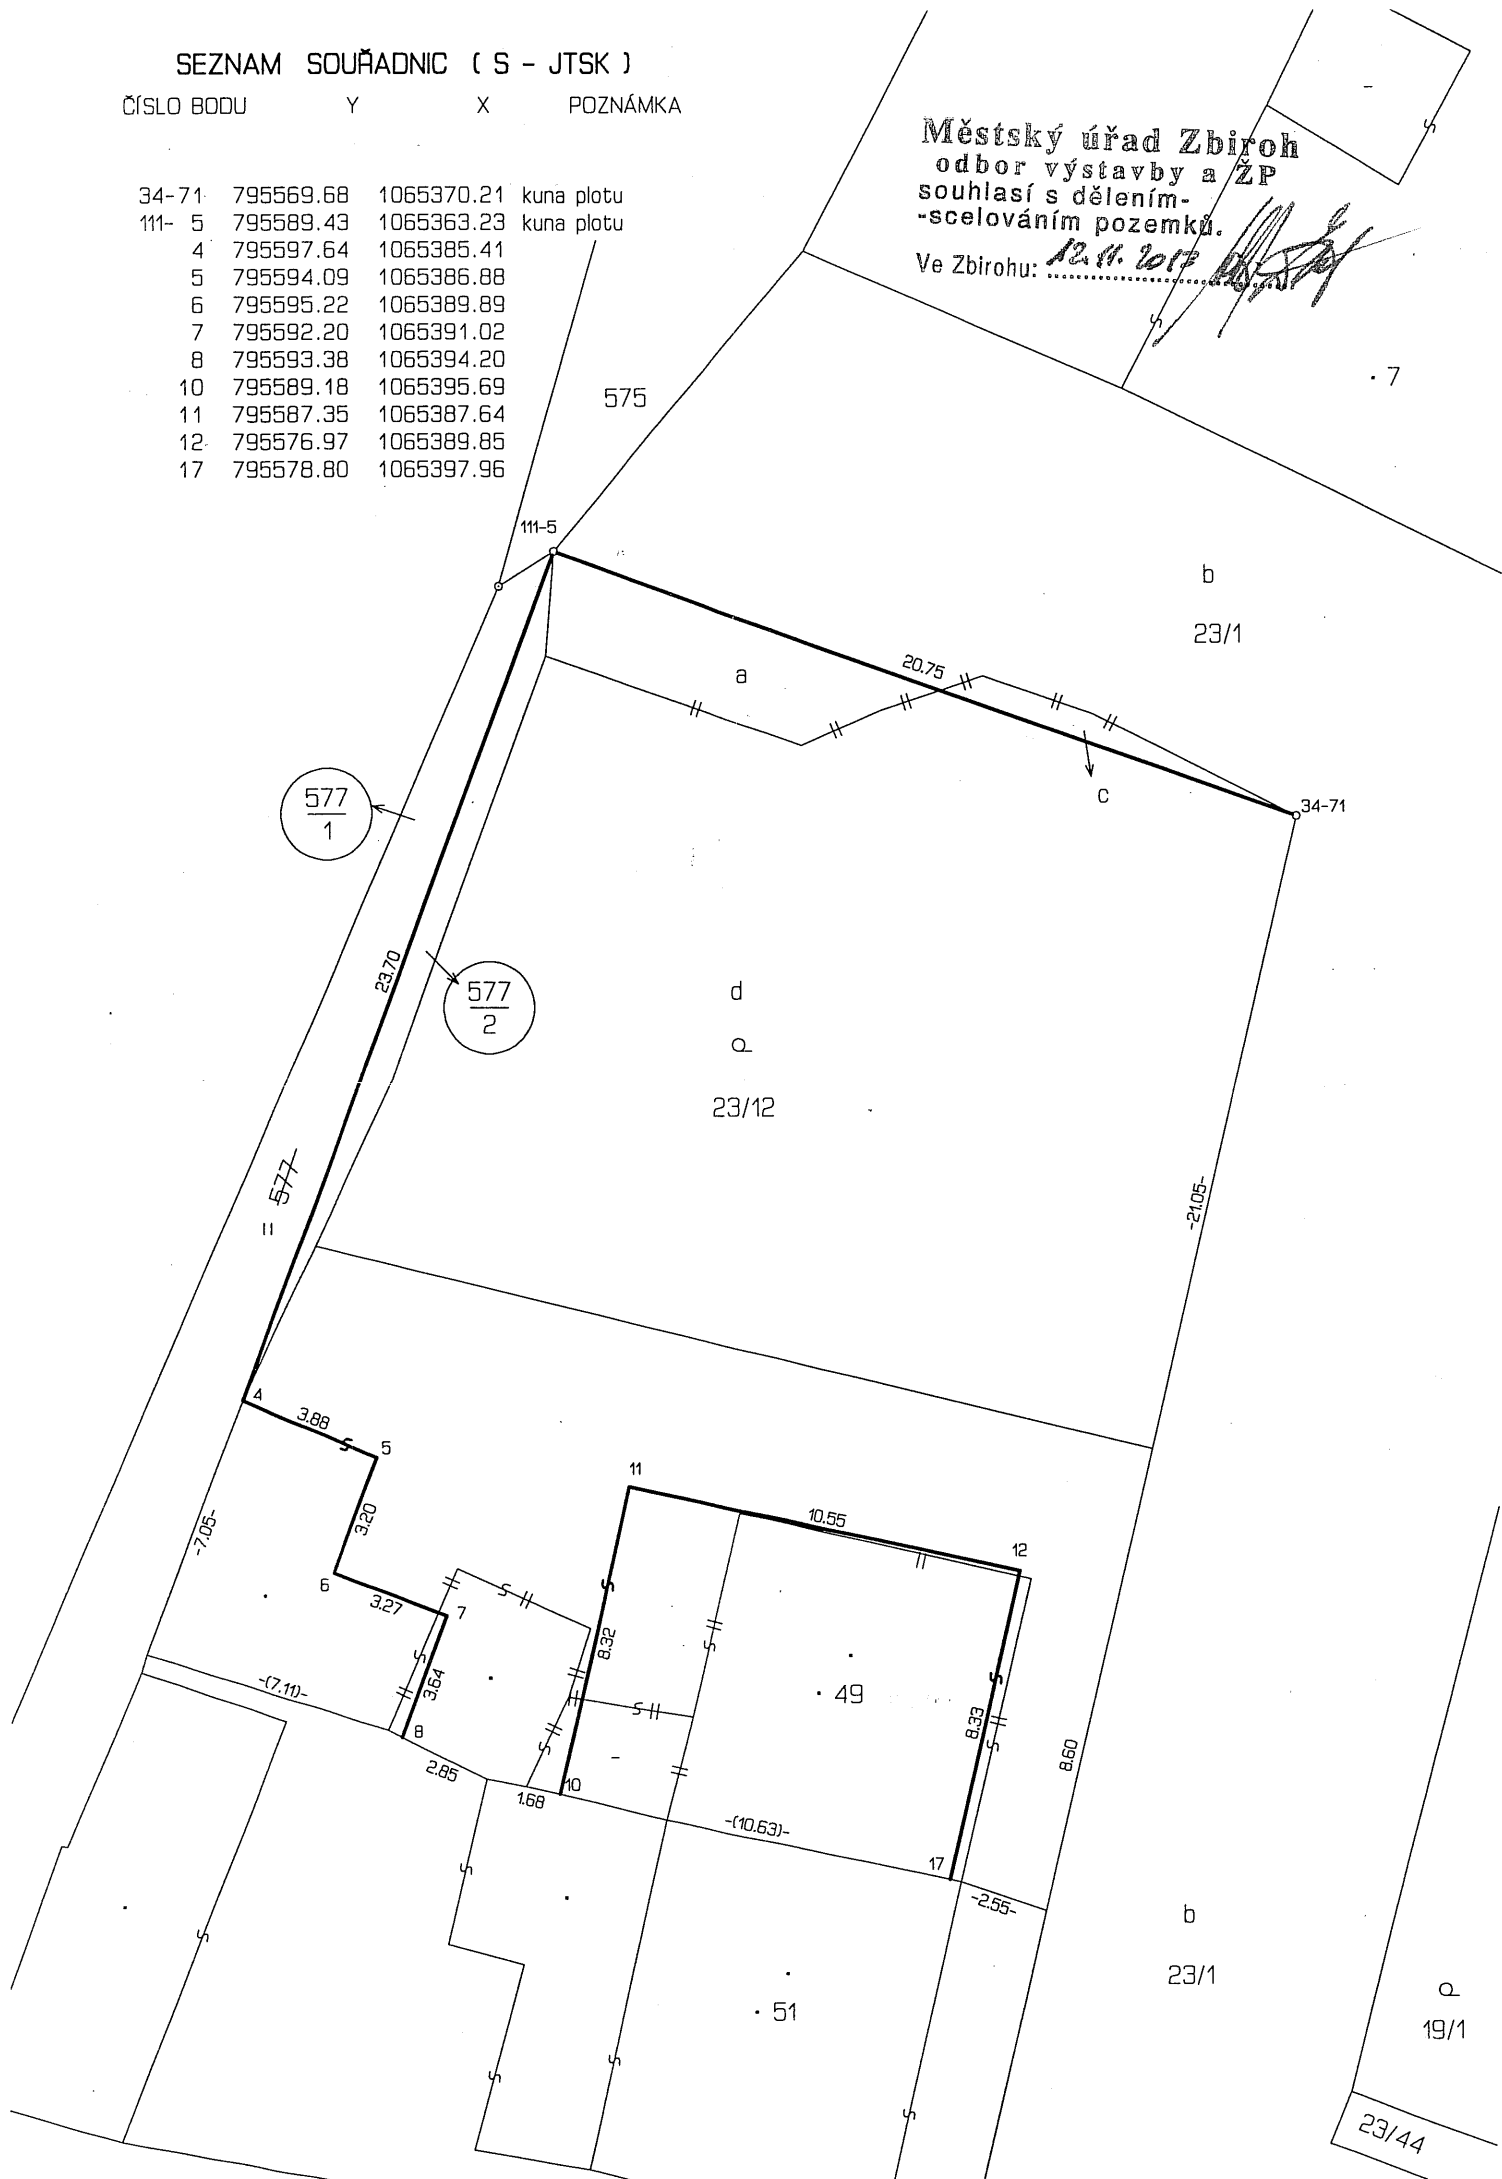 SEZNAM SOUŘADNIC ( S - JTSK )
ČÍSLO BODU Y X POZNÁMKA
34-71 795569.68 1065370.21 kuna plotu
111- 5 795589.43 1065363.23 kuna plotu
4 795597.64 1065385.41
5 795594.09 1065386.88
6 795595.22 1065389.89
7 795592.20 1065391.02
8 795593.38 1065394.20
10 795589.18 1065395.69
11 795587.35 1065387.64
12 795576.97 1065389.85
17 795578.80 1065397.96
Městský úřad Zbiroh
odbor výstavby a ŽP
souhlasí s dělením-
-scelováním pozemků.
Ve Zbirohu: 12.11.2017
7
575
111-5
b
23/1
20.75
a
c
34-71
577
1
23.70
577
2
d
23/12
577
-21.05-
4
3.88
5
3.20
-7.05-
6
3.27
7
3.64
8
-(7.11)-
2.85
1.68
10
11
10.55
12
8.32
49
8.33
8.60
-(10.63)-
17
-2.55-
51
b
23/1
19/1
23/44